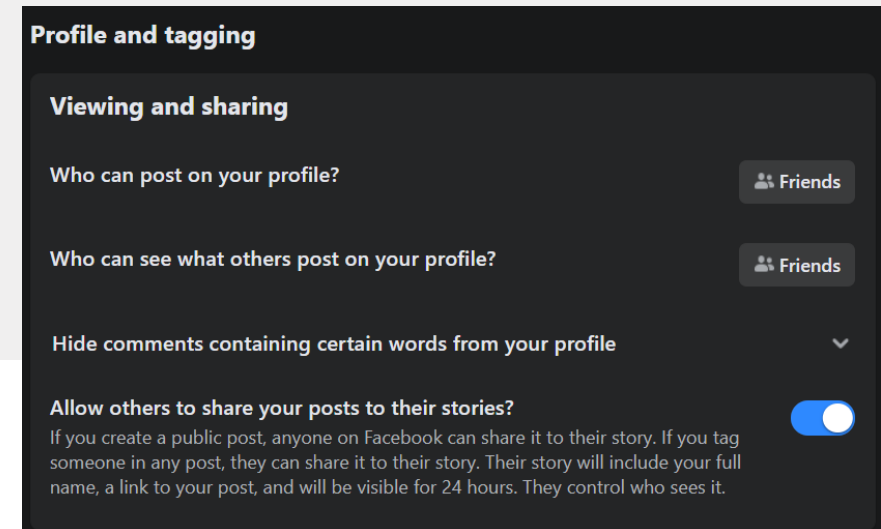 Profile and tagging
Viewing and sharing
Who can post on your profile?
Friends
Who can see what others post on your profile?
Friends
Hide comments containing certain words from your profile
Allow others to share your posts to their stories?
If you create a public post, anyone on Facebook can share it to their story. If you tag
someone in any post, they can share it to their story. Their story will include your full
name, a link to your post, and will be visible for 24 hours. They control who sees it.